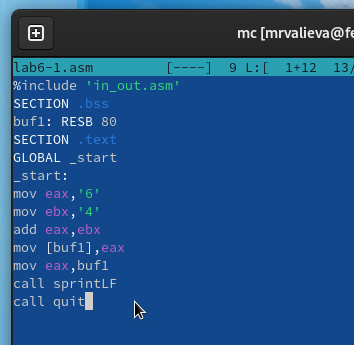 mc [mrvalieva@fe
lab6-1.asm [----] 9 L:[ 1+12 13/
%include 'in_out.asm'
SECTION .bss
buf1: RESB 80
SECTION .text
GLOBAL _start
_start:
mov eax,'6'
mov ebx,'4'
add eax,ebx
mov [buf1],eax
mov eax,buf1
call sprintLF
call quit